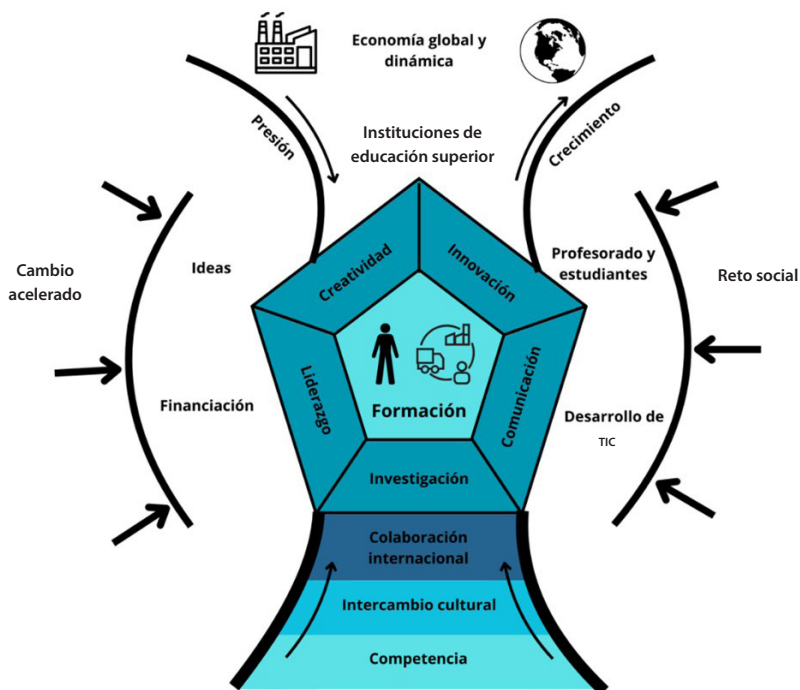 Economía global y
dinámica
Presión
Crecimiento
Instituciones de
educación superior
Cambio
acelerado
Ideas
Creatividad
Innovación
Profesorado y
estudiantes
Reto social
Liderazgo
Formación
Comunicación
Financiación
Desarrollo de
TIC
Investigación
Colaboración
internacional
Intercambio cultural
Competencia